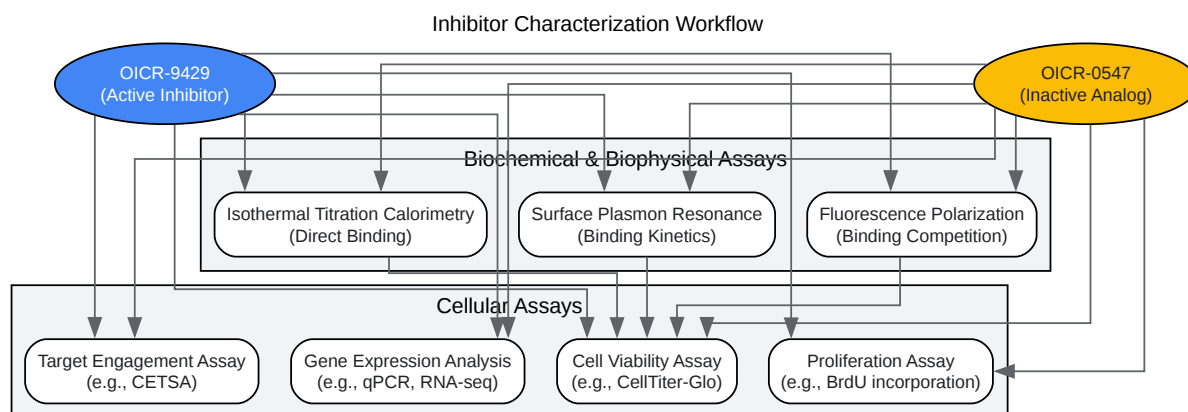 Inhibitor Characterization Workflow
OICR-9429
(Active Inhibitor)
OICR-0547
(Inactive Analog)
Biochemical & Biophysical Assays
Isothermal Titration Calorimetry
(Direct Binding)
Surface Plasmon Resonance
(Binding Kinetics)
Fluorescence Polarization
(Binding Competition)
Cellular Assays
Target Engagement Assay
(e.g., CETSA)
Gene Expression Analysis
(e.g., qPCR, RNA-seq)
Cell Viability Assay
(e.g., CellTiter-Glo)
Proliferation Assay
(e.g., BrdU incorporation)